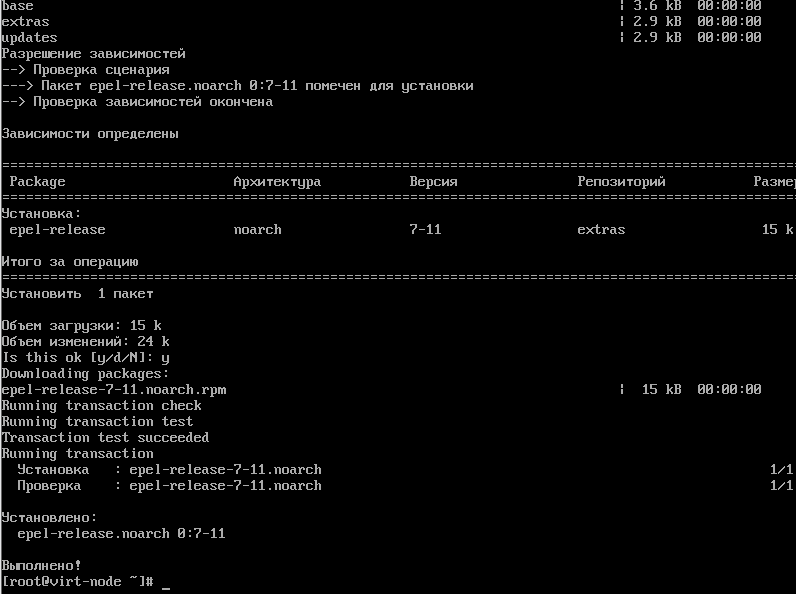 base | 3.6 kB 00:00:00
extras | 2.9 kB 00:00:00
updates | 2.9 kB 00:00:00
Разрешение зависимостей
--> Проверка сценария
---> Пакет epel-release.noarch 0:7-11 помечен для установки
--> Проверка зависимостей окончена
Зависимости определены
================================================================================
Package Архитектура Версия Репозиторий Размер
================================================================================
Установка:
epel-release noarch 7-11 extras 15 k
Итого за операцию
================================================================================
Установить 1 пакет
Объем загрузки: 15 k
Объем изменений: 24 k
Is this ok [y/d/N]: y
Downloading packages:
epel-release-7-11.noarch.rpm | 15 kB 00:00:00
Running transaction check
Running transaction test
Transaction test succeeded
Running transaction
Установка : epel-release-7-11.noarch 1/1
Проверка : epel-release-7-11.noarch 1/1
Установлено:
epel-release.noarch 0:7-11
Выполнено!
[root@virt-node ~]# _